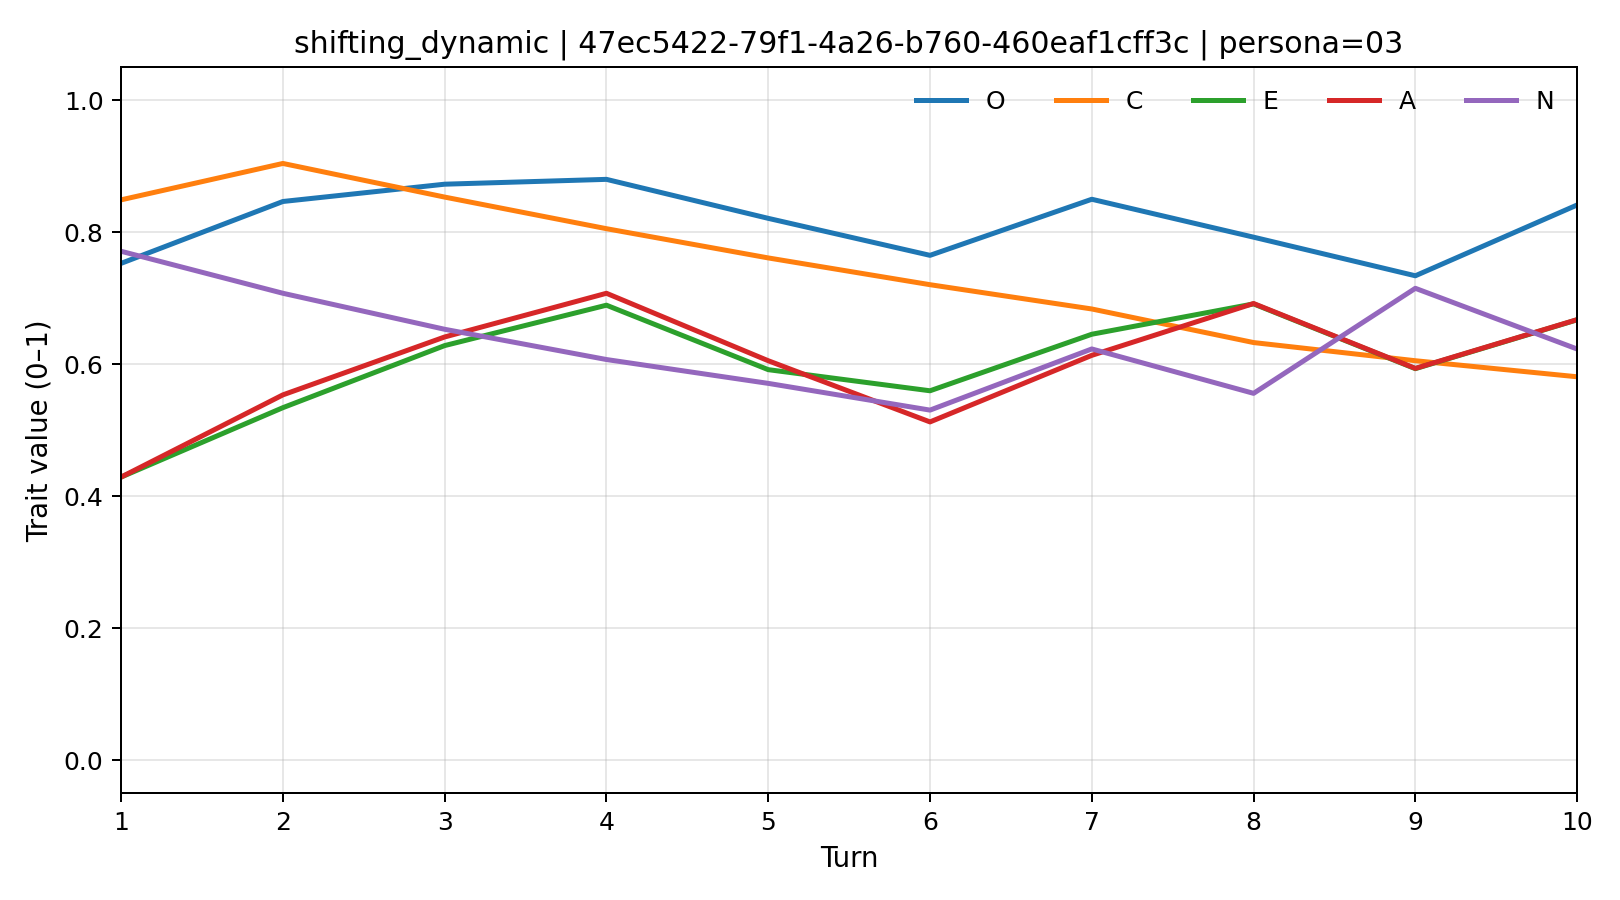 shifting_dynamic | 47ec5422-79f1-4a26-b760-460eaf1cff3c | persona=03
O C E A N
1.0
0.8
0.6
0.4
0.2
0.0
Trait value (0–1)
1 2 3 4 5 6 7 8 9 10
Turn